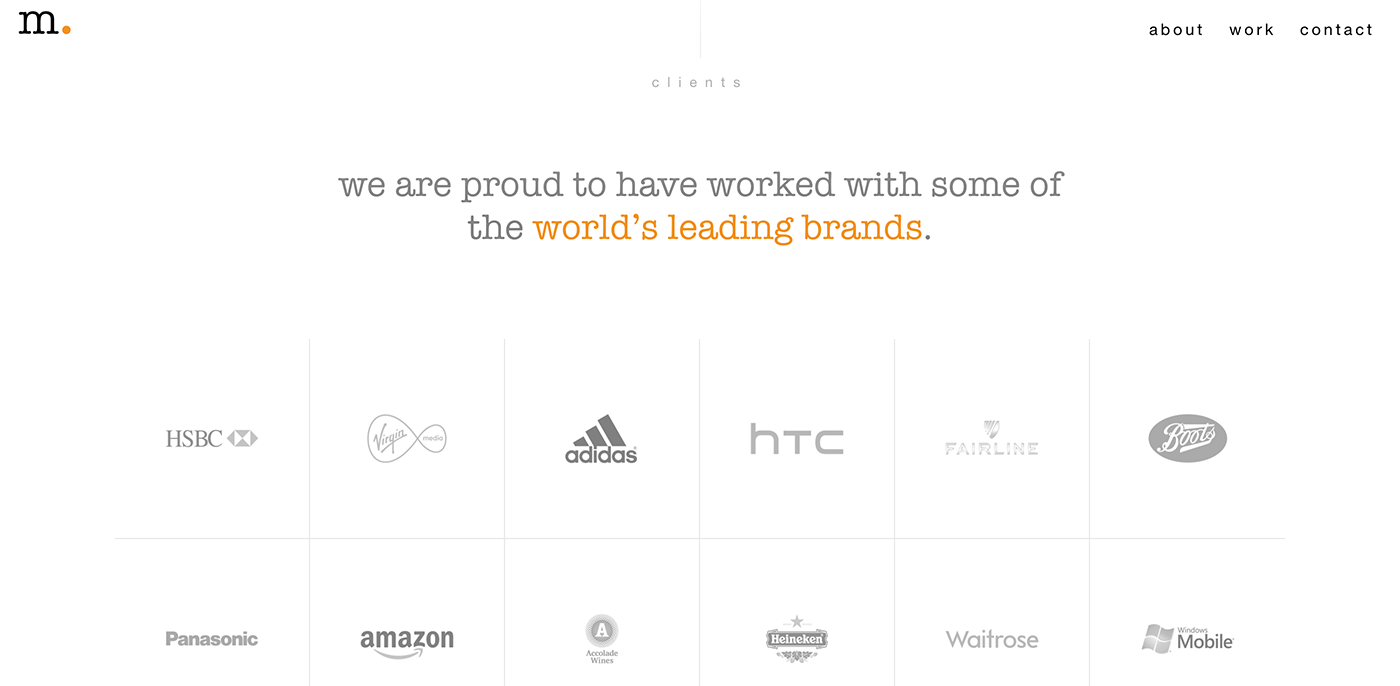 m.
about work contact
clients
we are proud to have worked with some of
the world's leading brands.
HSBC
Virgin media
adidas
hTC
FAIRLINE
Boots
Panasonic
amazon
A
Accolade
Wines
Heineken
Waitrose
Windows
Mobile